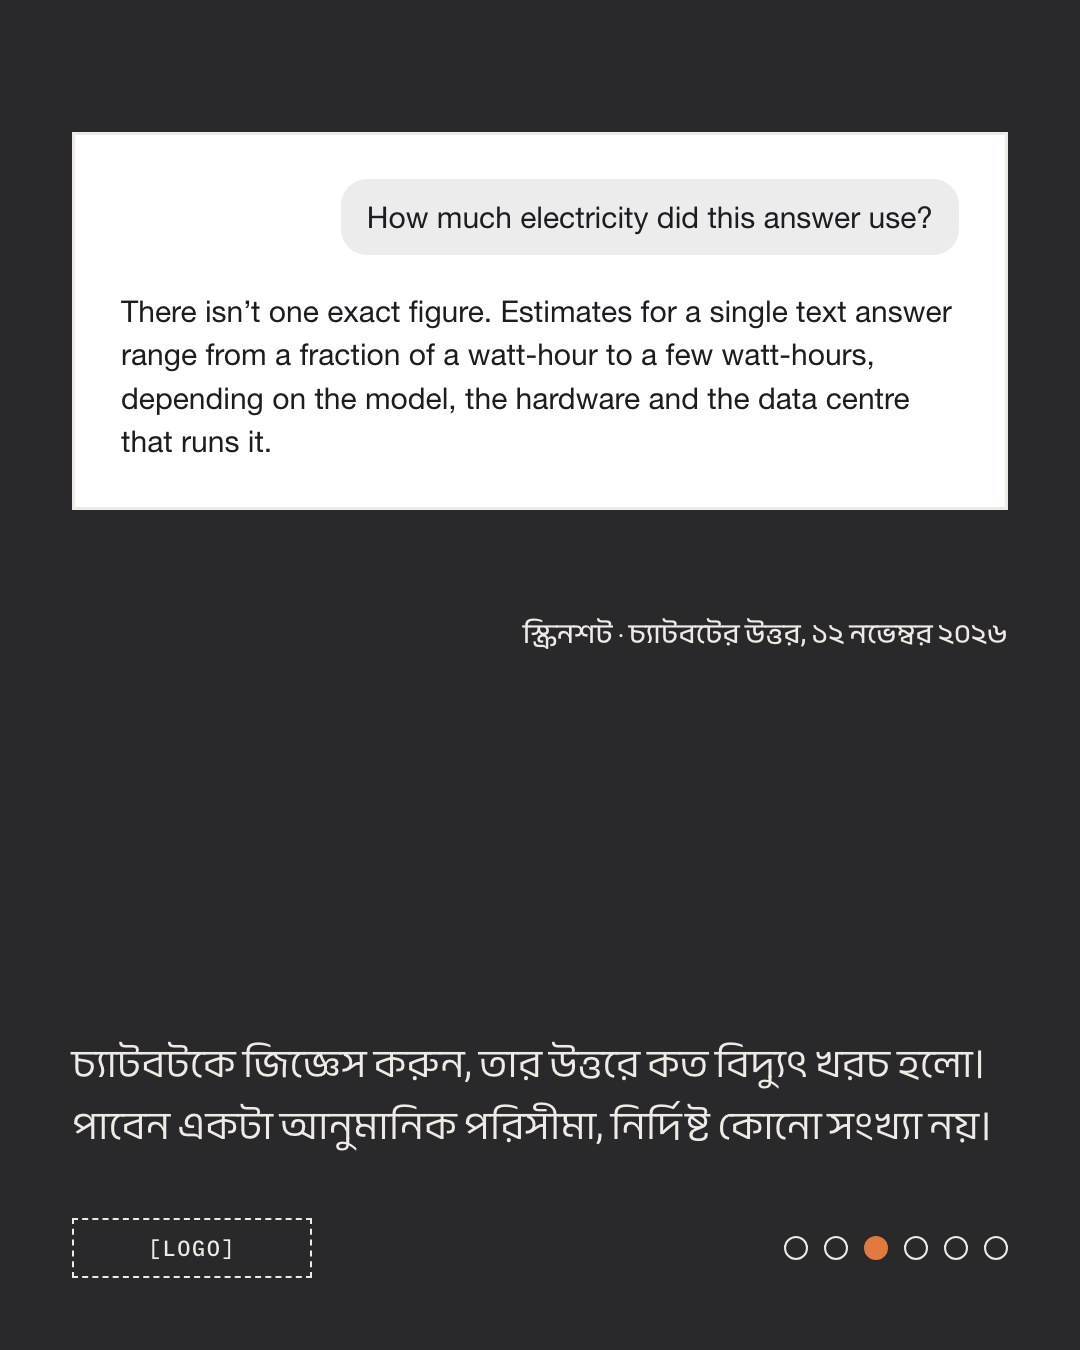 How much electricity did this answer use?
There isn’t one exact figure. Estimates for a single text answer
range from a fraction of a watt-hour to a few watt-hours,
depending on the model, the hardware and the data centre
that runs it.
স্ক্রিনশট · চ্যাটবটের উত্তর, ১২ নভেম্বর ২০২৬
চ্যাটবটকে জিজ্ঞেস করুন, তার উত্তরে কত বিদ্যুৎ খরচ হলো।
পাবেন একটা আনুমানিক পরিসীমা, নির্দিষ্ট কোনো সংখ্যা নয়।
[LOGO]